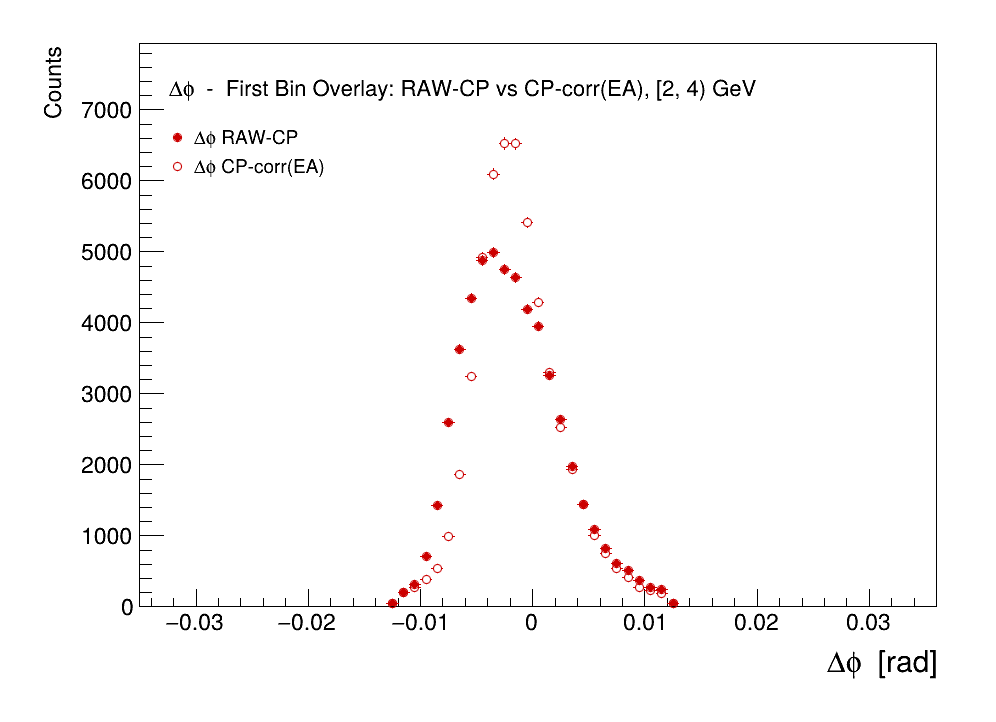 Counts
Δϕ - First Bin Overlay: RAW-CP vs CP-corr(EA), [2, 4) GeV
Δϕ RAW-CP
Δϕ CP-corr(EA)
7000
6000
5000
4000
3000
2000
1000
0
−0.03 −0.02 −0.01 0 0.01 0.02 0.03
Δϕ [rad]